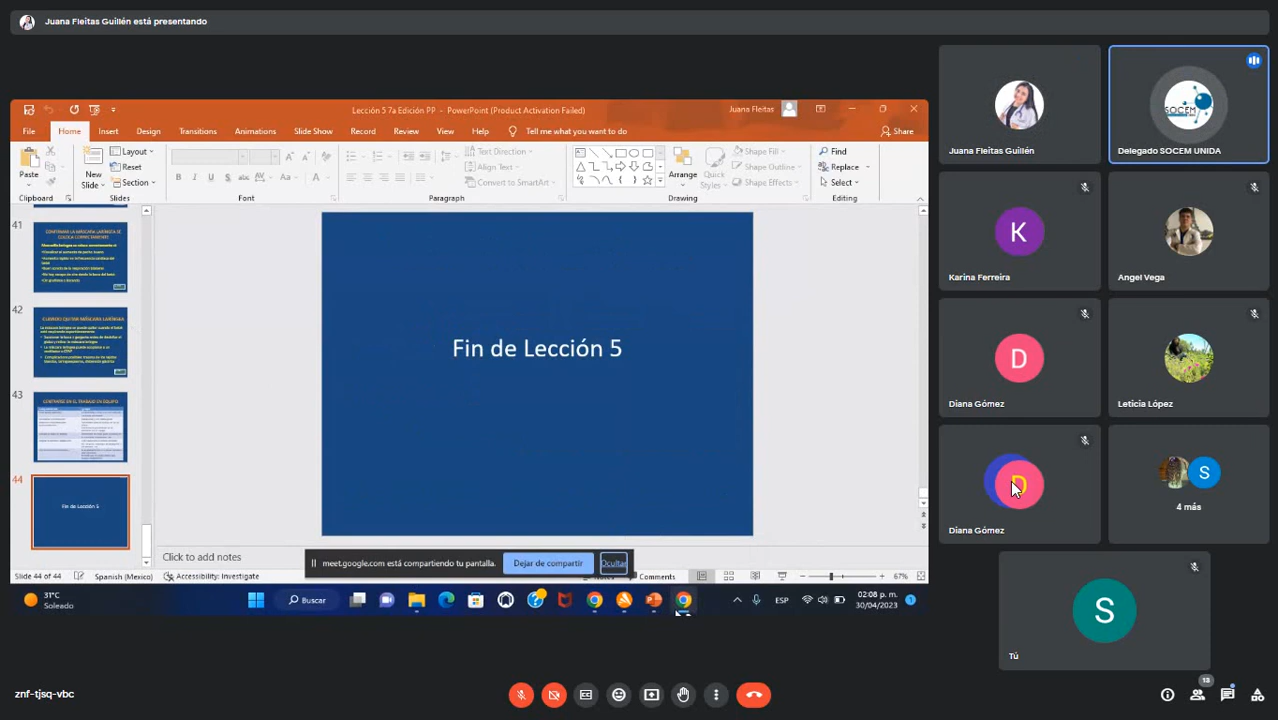 Juana Fleitas Guillén está presentando
Lección 5 7a Edición PP - PowerPoint (Product Activation Failed)
Juana Fleitas
File Home Insert Design Transitions Animations Slide Show Record Review View Help Tell me what you want to do Share
Paste
Clipboard
New Slide
Layout
Reset
Section
Slides
B I U S abc AV Aa A
Font
Paragraph
Text Direction
Align Text
Convert to SmartArt
Arrange
Quick Styles
Shape Fill
Shape Outline
Shape Effects
Drawing
Find
Replace
Select
Editing
41
42
43
44
Fin de Lección 5
Fin de Lección 5
Click to add notes
meet.google.com está compartiendo tu pantalla.
Dejar de compartir
Ocultar
Slide 44 of 44
Spanish (Mexico)
Accessibility: Investigate
Notes
Comments
67%
31°C
Soleado
Buscar
ESP
02:08 p. m.
30/04/2023
1
Juana Fleitas Guillén
SOCEM
Delegado SOCEM UNIDA
K
Karina Ferreira
Angel Vega
D
Diana Gómez
Leticia López
D
Diana Gómez
S
4 más
S
Tú
znf-tjsq-vbc
13